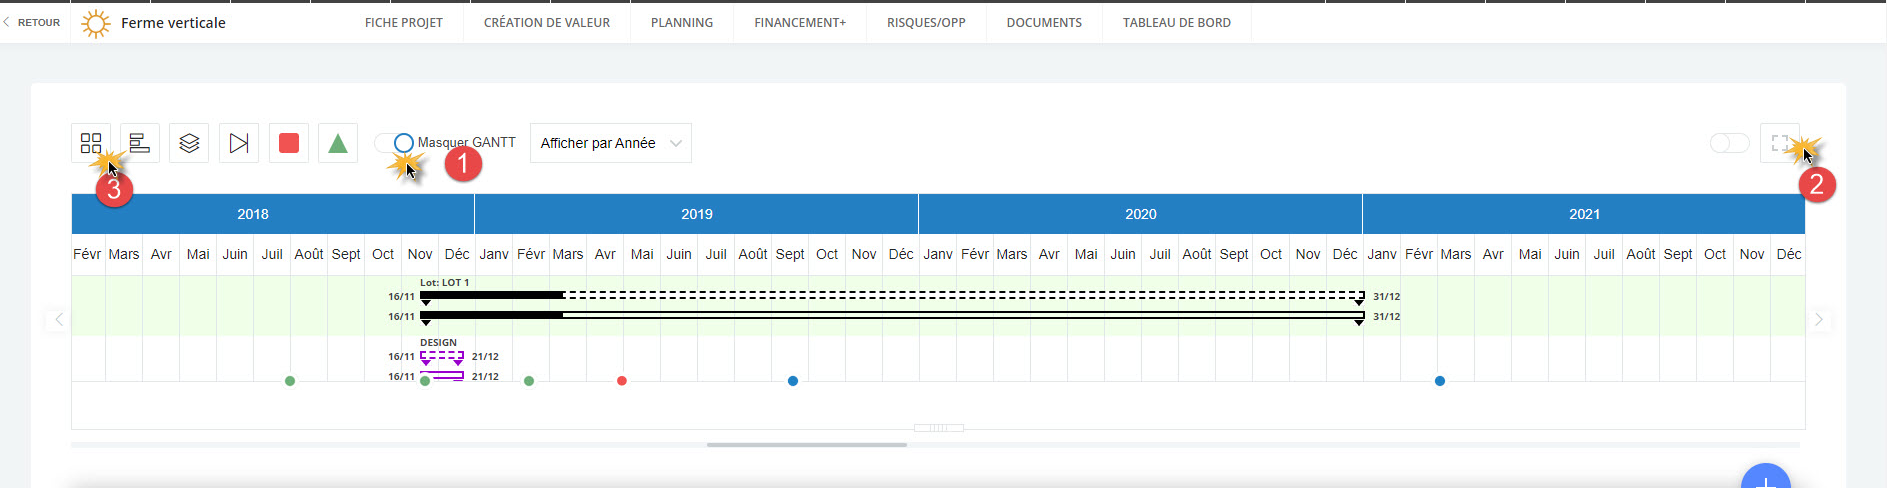 RETOUR Ferme verticale FICHE PROJET CRÉATION DE VALEUR PLANNING FINANCEMENT+ RISQUES/OPP DOCUMENTS TABLEAU DE BORD
Masquer GANTT Afficher par Année
1
2
3
2018 2019 2020 2021
Févr Mars Avr Mai Juin Juil Août Sept Oct Nov Déc Janv Févr Mars Avr Mai Juin Juil Août Sept Oct Nov Déc Janv Févr Mars Avr Mai Juin Juil Août Sept Oct Nov Déc Janv Févr Mars Avr Mai Juin Juil Août Sept Oct Nov Déc
Lot: LOT 1
16/11 31/12
16/11 31/12
DESIGN
16/11 21/12
16/11 21/12